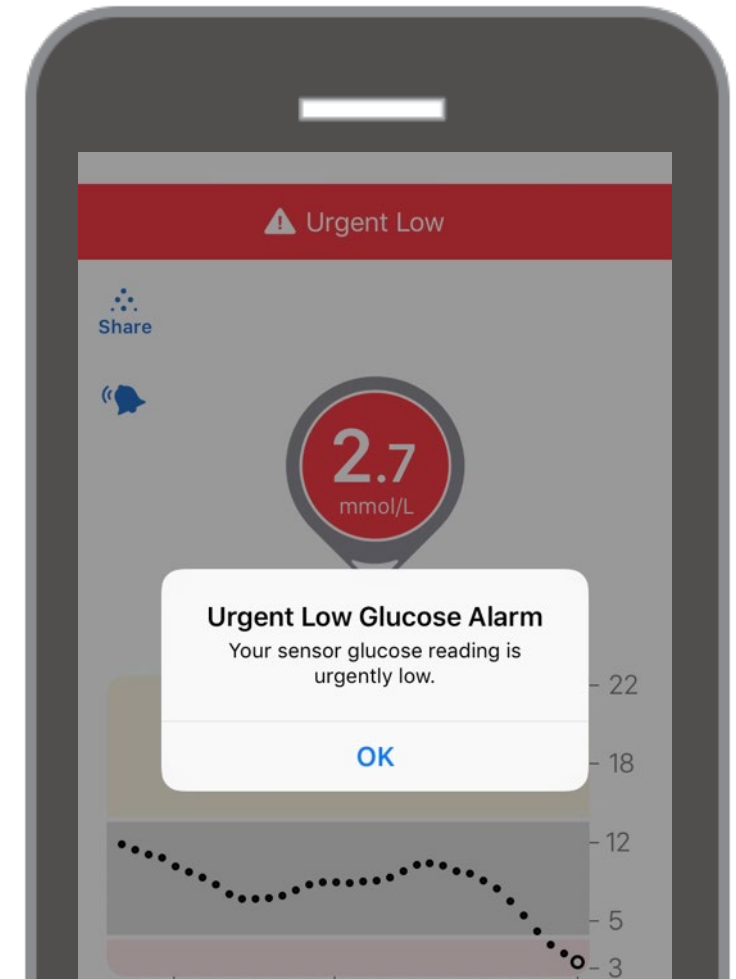 Urgent Low
Share
2.7
mmol/L
Urgent Low Glucose Alarm
Your sensor glucose reading is
urgently low.
OK
22
18
12
5
3